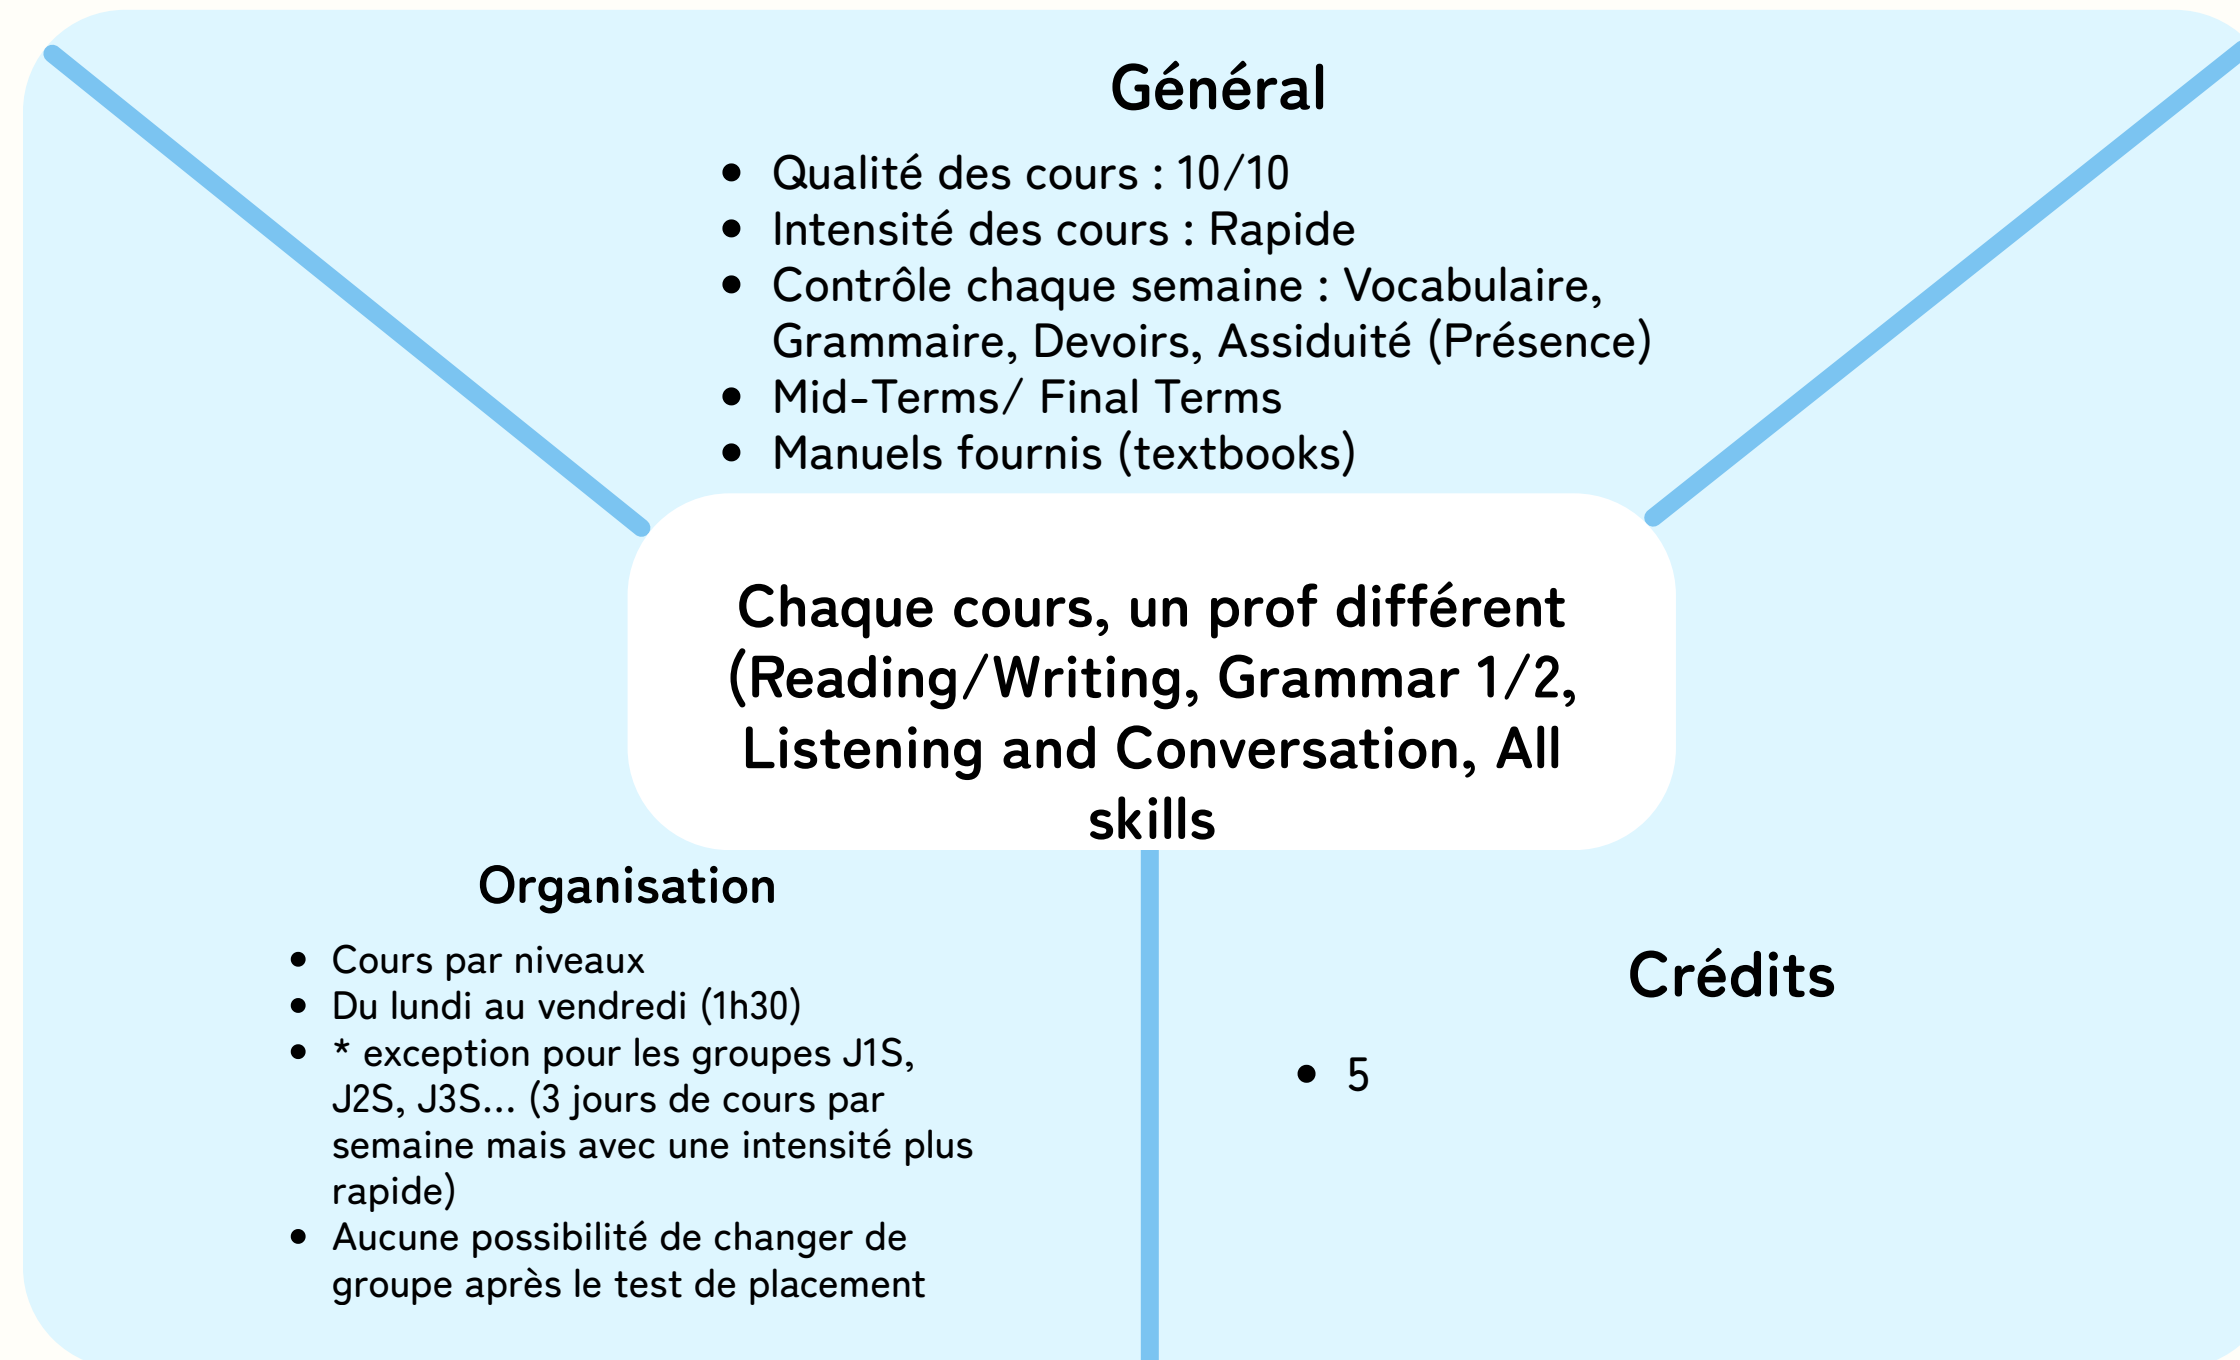 Général
• Qualité des cours : 10/10
• Intensité des cours : Rapide
• Contrôle chaque semaine : Vocabulaire,
Grammaire, Devoirs, Assiduité (Présence)
• Mid-Terms/ Final Terms
• Manuels fournis (textbooks)
Chaque cours, un prof différent
(Reading/Writing, Grammar 1/2,
Listening and Conversation, All
skills
Organisation
• Cours par niveaux
• Du lundi au vendredi (1h30)
• * exception pour les groupes J1S,
J2S, J3S... (3 jours de cours par
semaine mais avec une intensité plus
rapide)
• Aucune possibilité de changer de
groupe après le test de placement
Crédits
• 5